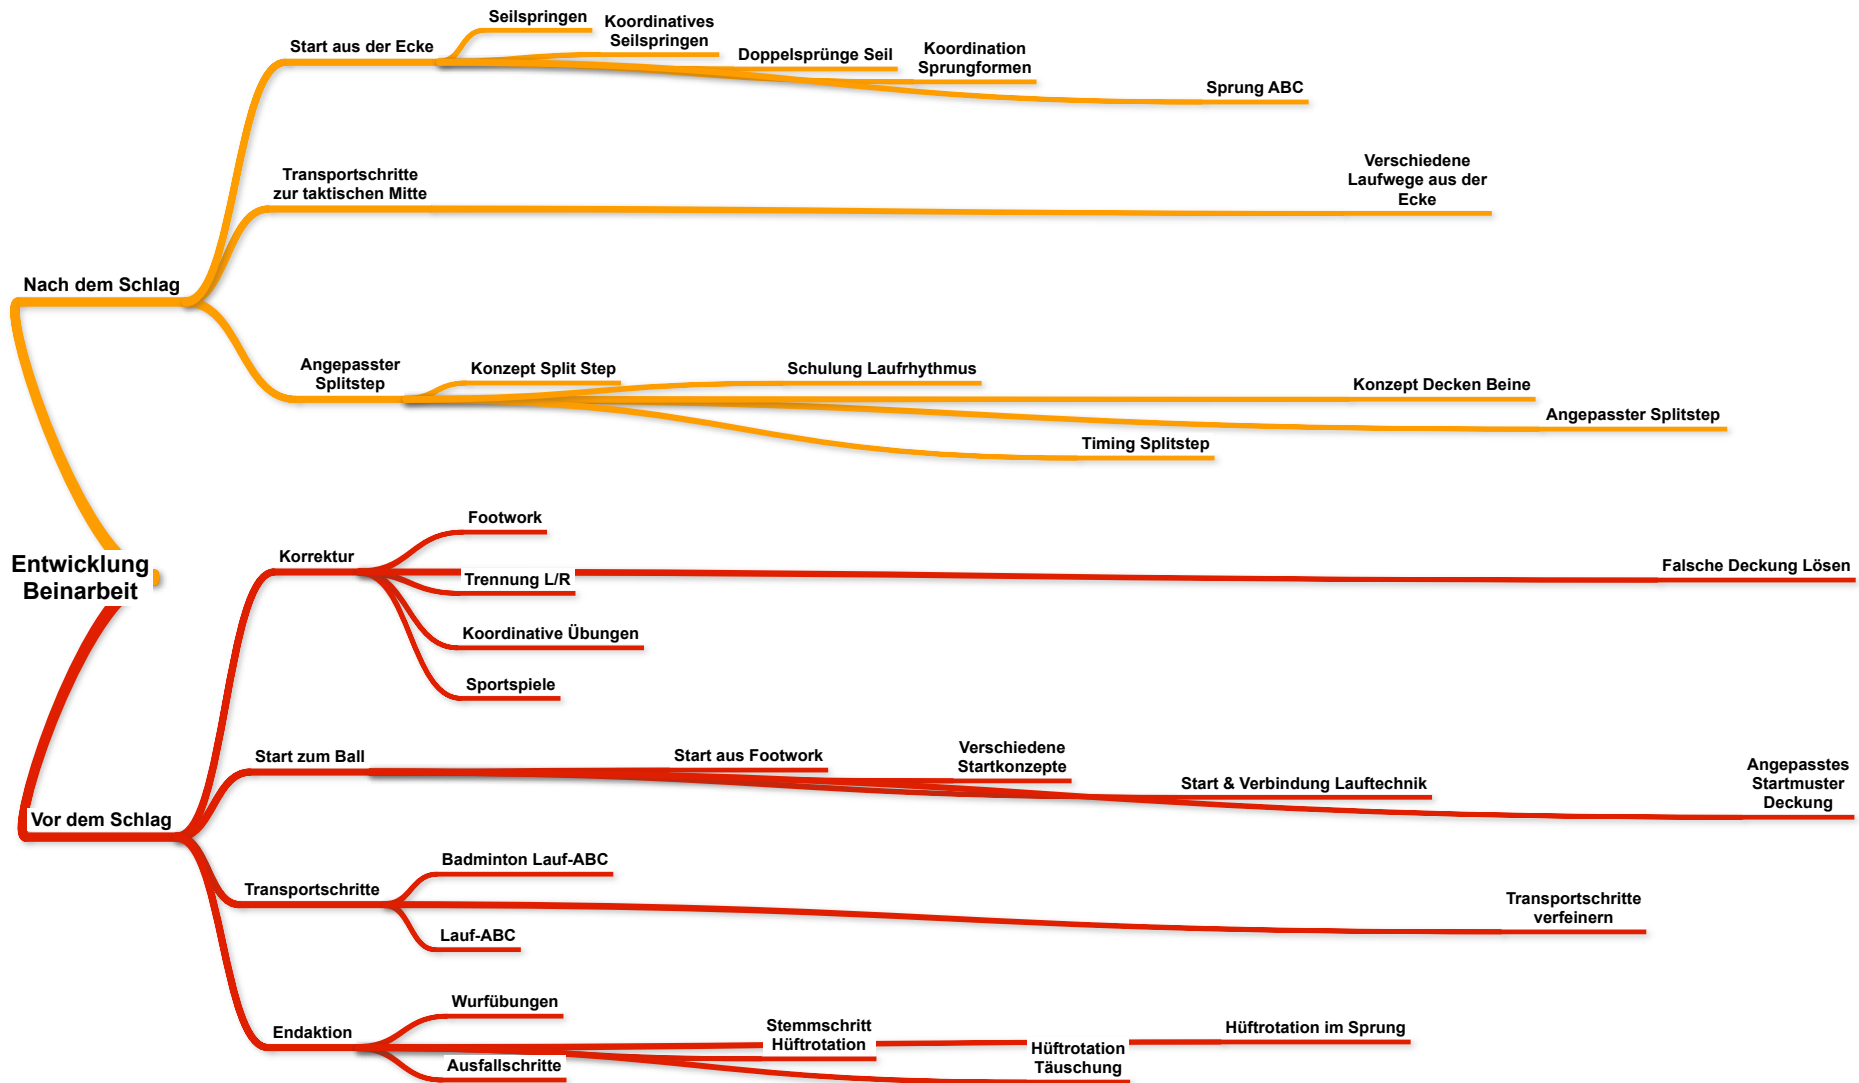 Seilspringen
Koordinatives
Seilspringen
Start aus der Ecke
Doppelsprünge Seil
Koordination
Sprungformen
Sprung ABC
Transportschritte
zur taktischen Mitte
Verschiedene
Laufwege aus der
Ecke
Nach dem Schlag
Angepasster
Splitstep
Konzept Split Step
Schulung Laufrhythmus
Konzept Decken Beine
Angepasster Splitstep
Timing Splitstep
Entwicklung
Beinarbeit
Footwork
Korrektur
Trennung L/R
Falsche Deckung Lösen
Koordinative Übungen
Sportspiele
Start zum Ball
Start aus Footwork
Verschiedene
Startkonzepte
Start & Verbindung Lauftechnik
Angepasstes
Startmuster
Deckung
Vor dem Schlag
Badminton Lauf-ABC
Transportschritte
Transportschritte
verfeinern
Lauf-ABC
Wurfübungen
Endaktion
Stemmschritt
Hüftrotation
Hüftrotation im Sprung
Hüftrotation
Täuschung
Ausfallschritte